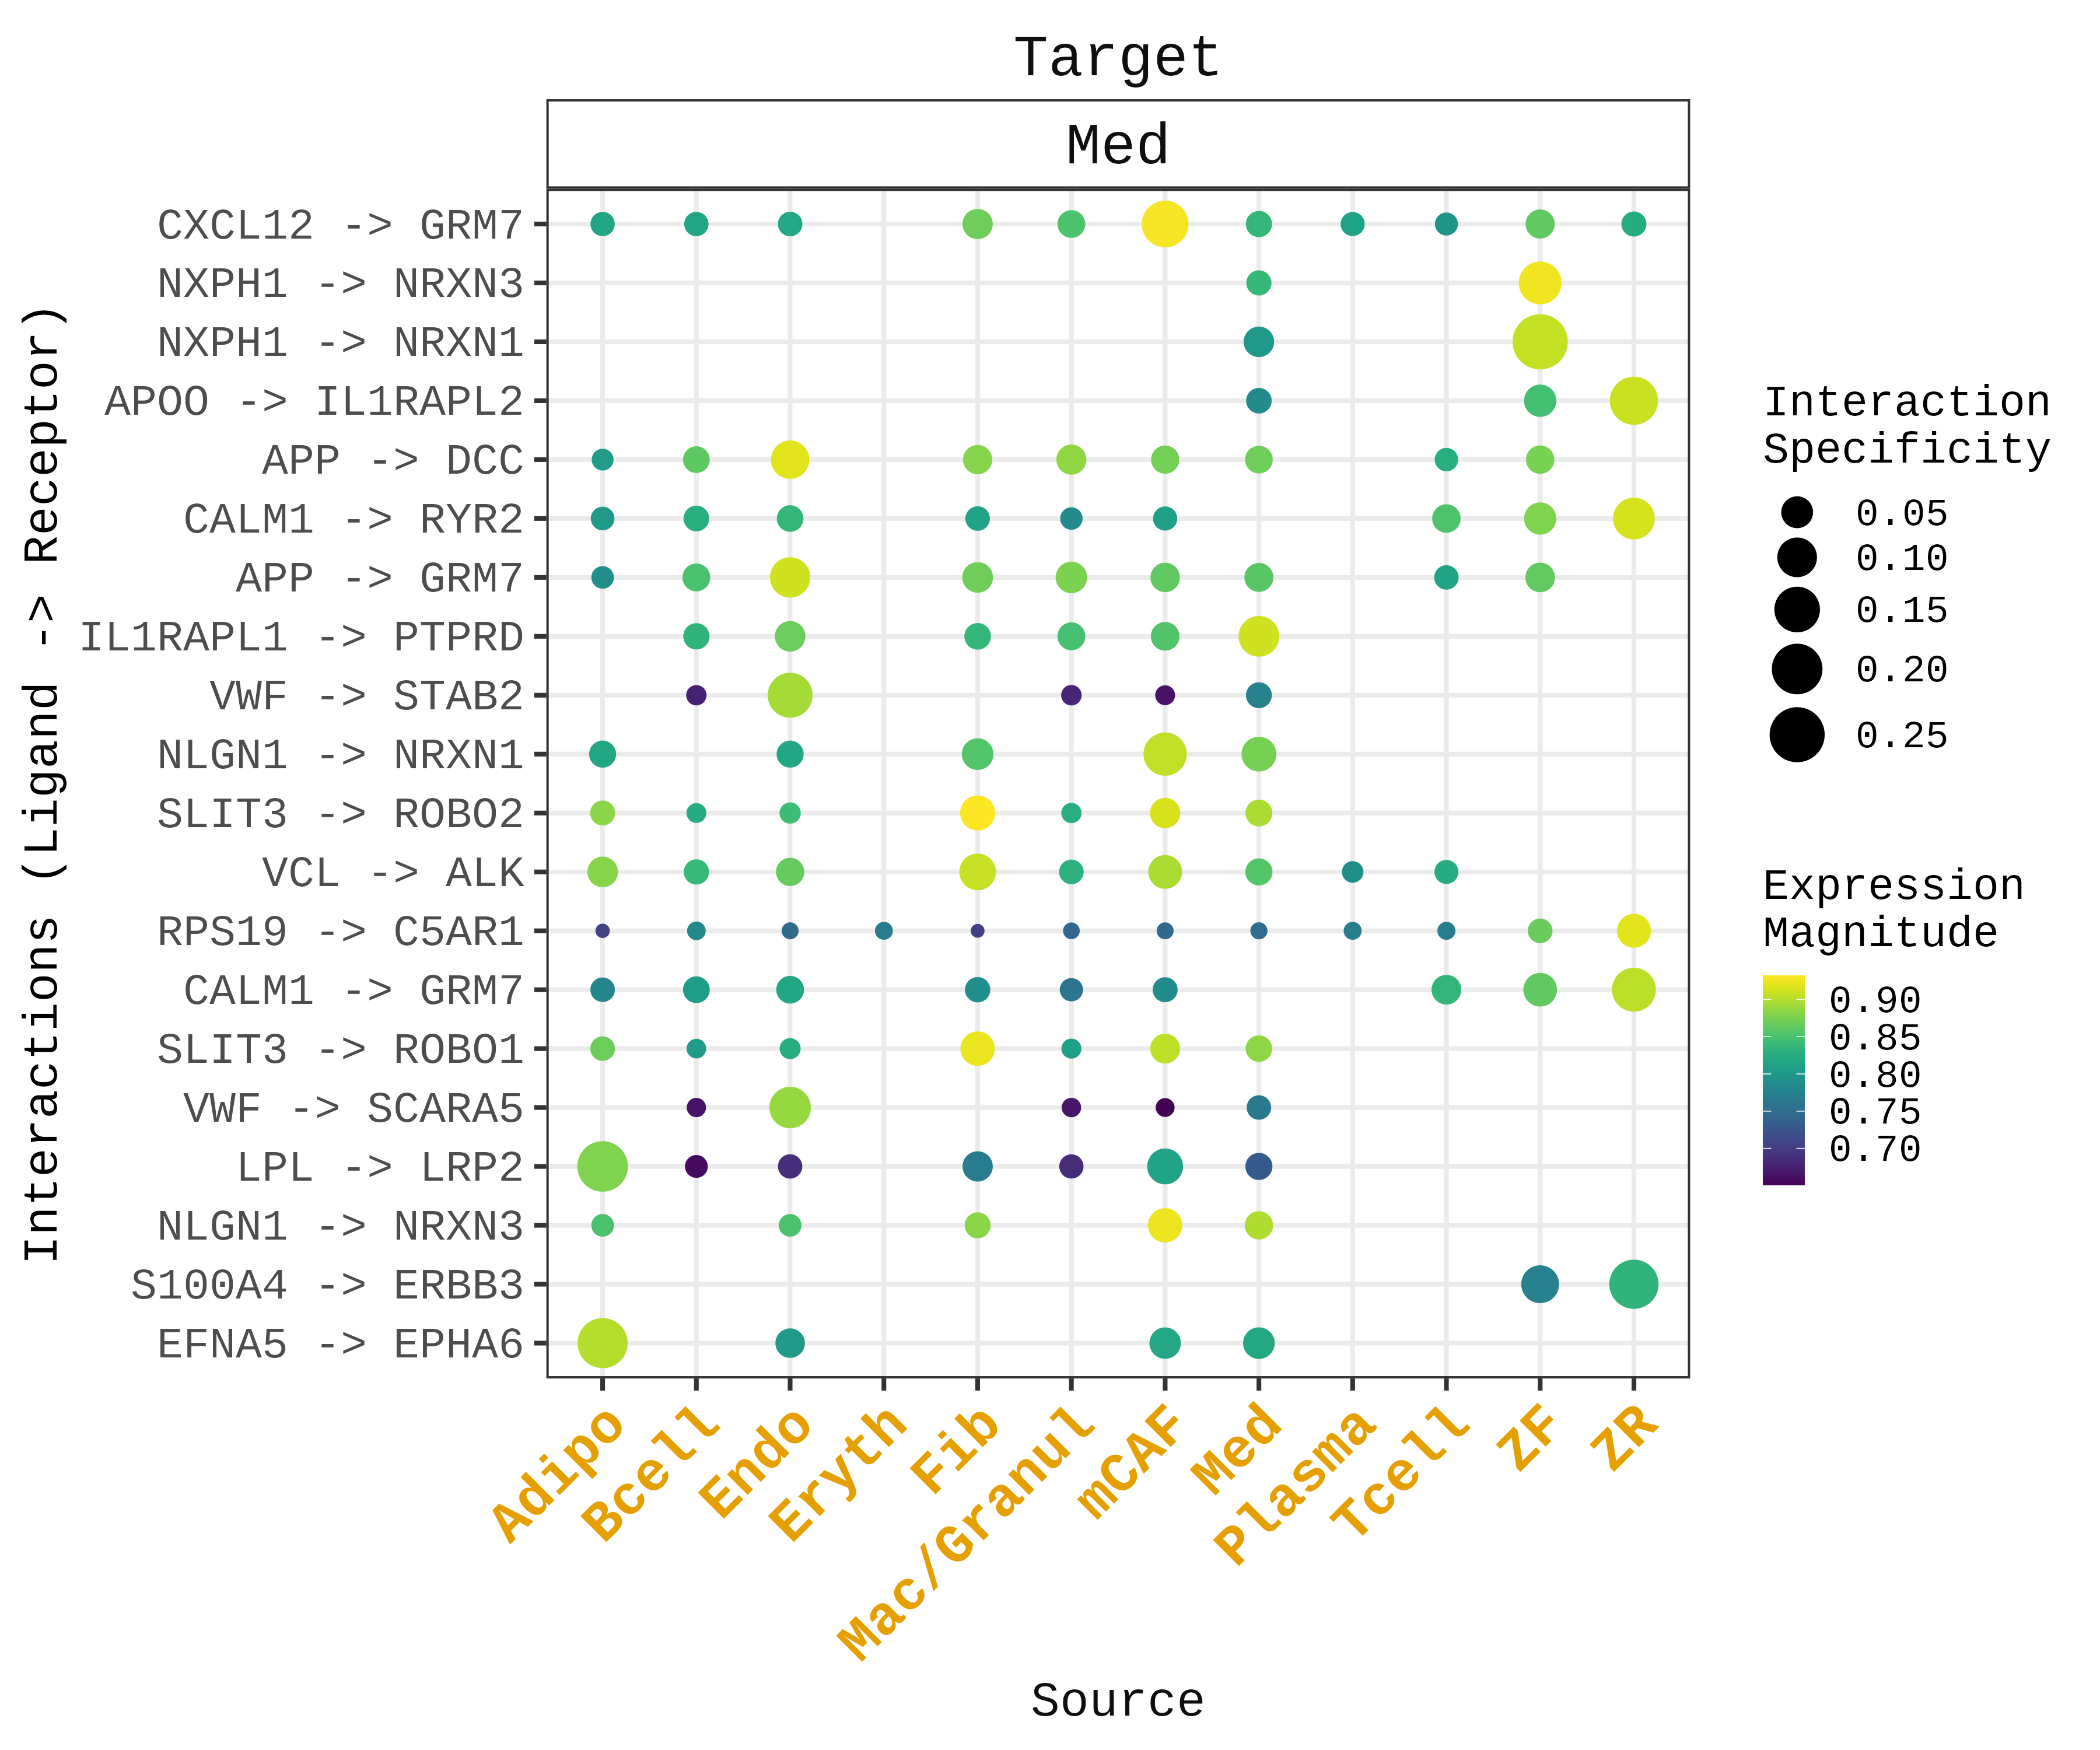 Target
Med
Interactions (Ligand -> Receptor)
CXCL12 -> GRM7
NXPH1 -> NRXN3
NXPH1 -> NRXN1
APOO -> IL1RAPL2
APP -> DCC
CALM1 -> RYR2
APP -> GRM7
IL1RAPL1 -> PTPRD
VWF -> STAB2
NLGN1 -> NRXN1
SLIT3 -> ROBO2
VCL -> ALK
RPS19 -> C5AR1
CALM1 -> GRM7
SLIT3 -> ROBO1
VWF -> SCARA5
LPL -> LRP2
NLGN1 -> NRXN3
S100A4 -> ERBB3
EFNA5 -> EPHA6
Adipo
Bcell
Endo
Eryth
Fib
Mac/Granul
mCAF
Med
Plasma
Tcell
ZF
ZR
Source
Interaction
Specificity
0.05
0.10
0.15
0.20
0.25
Expression
Magnitude
0.90
0.85
0.80
0.75
0.70